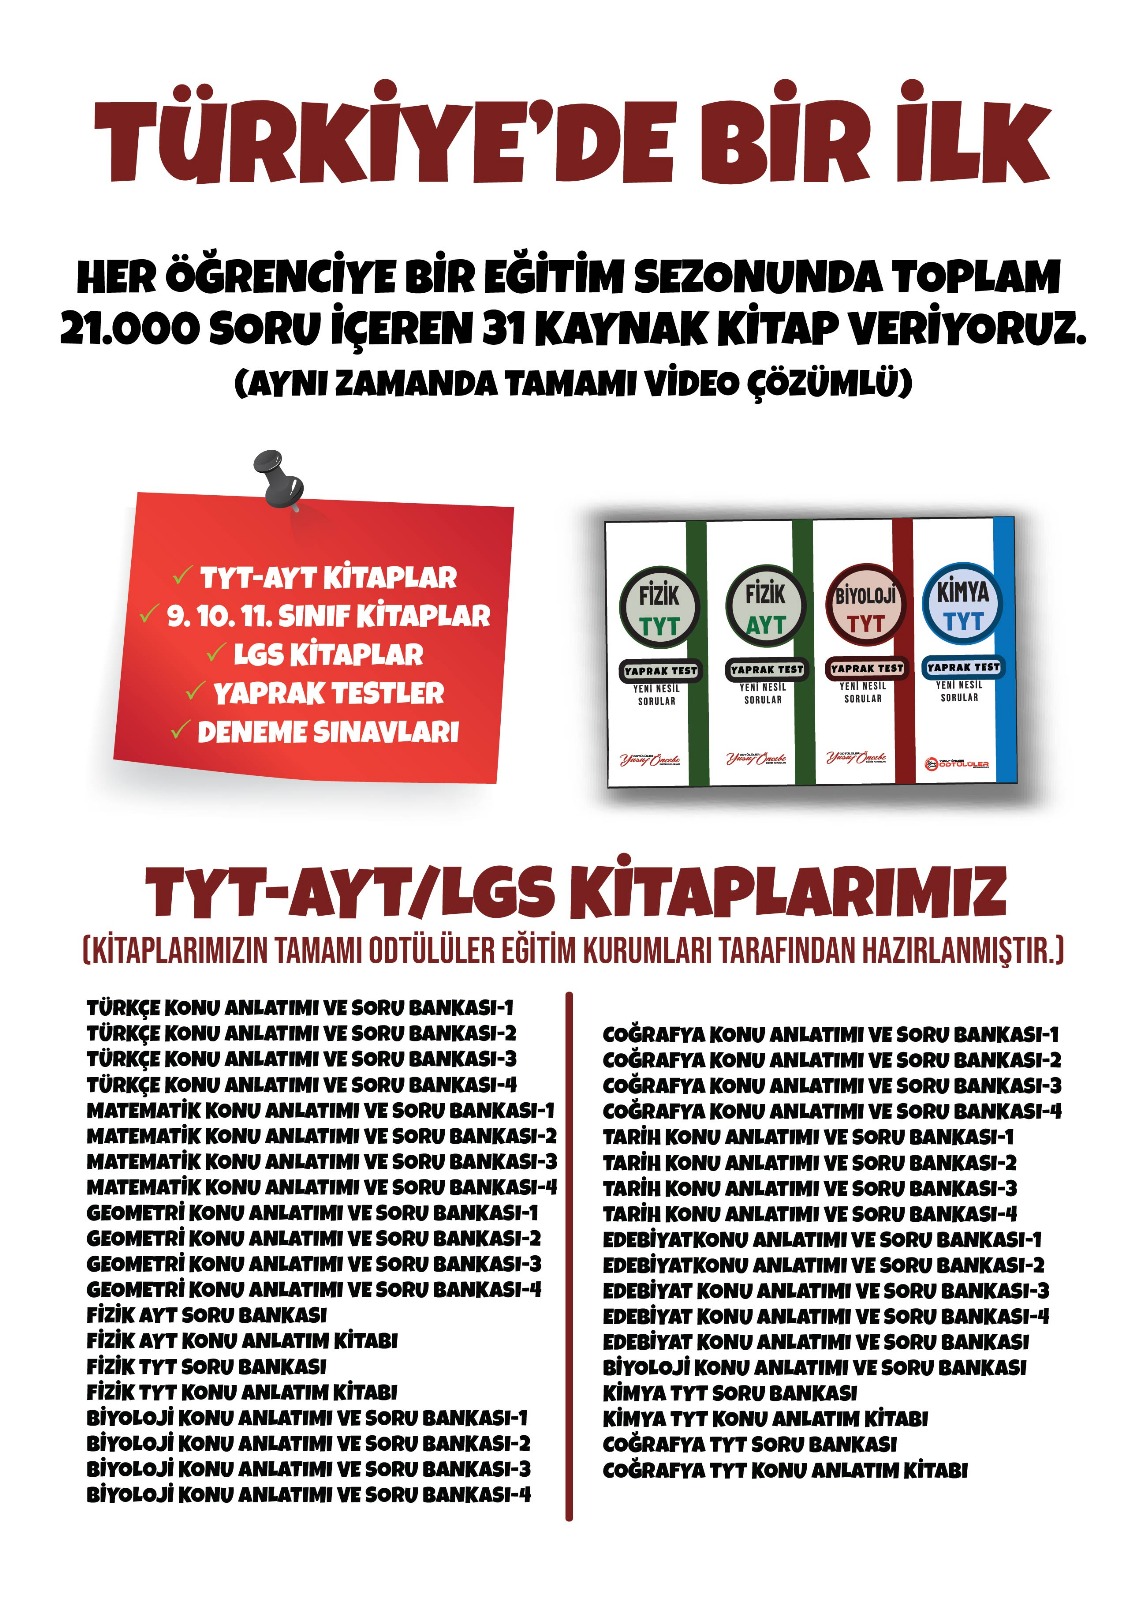 TÜRKİYE'DE BİR İLK
HER ÖĞRENCİYE BİR EĞİTİM SEZONUNDA TOPLAM
21.000 SORU İÇEREN 31 KAYNAK KİTAP VERİYORUZ.
(AYNI ZAMANDA TAMAMI VİDEO ÇÖZÜMLÜ)
✓ TYT-AYT KİTAPLAR
✓ 9. 10. 11. SINIF KİTAPLAR
✓ LGS KİTAPLAR
✓ YAPRAK TESTLER
✓ DENEME SINAVLARI
FİZİK
TYT
YAPRAK TEST
YENİ NESİL
SORULAR
Yusuf Öncebe
FİZİK
AYT
YAPRAK TEST
YENİ NESİL
SORULAR
Yusuf Öncebe
BİYOLOJİ
TYT
YAPRAK TEST
YENİ NESİL
SORULAR
Yusuf Öncebe
KİMYA
TYT
YAPRAK TEST
YENİ NESİL
SORULAR
ODTÜLÜLER
TYT-AYT/LGS KİTAPLARIMIZ
(KİTAPLARIMIZIN TAMAMI ODTÜLÜLER EĞİTİM KURUMLARI TARAFINDAN HAZIRLANMIŞTIR.)
TÜRKÇE KONU ANLATIMI VE SORU BANKASI-1
TÜRKÇE KONU ANLATIMI VE SORU BANKASI-2
TÜRKÇE KONU ANLATIMI VE SORU BANKASI-3
TÜRKÇE KONU ANLATIMI VE SORU BANKASI-4
MATEMATİK KONU ANLATIMI VE SORU BANKASI-1
MATEMATİK KONU ANLATIMI VE SORU BANKASI-2
MATEMATİK KONU ANLATIMI VE SORU BANKASI-3
MATEMATİK KONU ANLATIMI VE SORU BANKASI-4
GEOMETRİ KONU ANLATIMI VE SORU BANKASI-1
GEOMETRİ KONU ANLATIMI VE SORU BANKASI-2
GEOMETRİ KONU ANLATIMI VE SORU BANKASI-3
GEOMETRİ KONU ANLATIMI VE SORU BANKASI-4
FİZİK AYT SORU BANKASI
FİZİK AYT KONU ANLATIM KİTABI
FİZİK TYT SORU BANKASI
FİZİK TYT KONU ANLATIM KİTABI
BİYOLOJİ KONU ANLATIMI VE SORU BANKASI-1
BİYOLOJİ KONU ANLATIMI VE SORU BANKASI-2
BİYOLOJİ KONU ANLATIMI VE SORU BANKASI-3
BİYOLOJİ KONU ANLATIMI VE SORU BANKASI-4
COĞRAFYA KONU ANLATIMI VE SORU BANKASI-1
COĞRAFYA KONU ANLATIMI VE SORU BANKASI-2
COĞRAFYA KONU ANLATIMI VE SORU BANKASI-3
COĞRAFYA KONU ANLATIMI VE SORU BANKASI-4
TARİH KONU ANLATIMI VE SORU BANKASI-1
TARİH KONU ANLATIMI VE SORU BANKASI-2
TARİH KONU ANLATIMI VE SORU BANKASI-3
TARİH KONU ANLATIMI VE SORU BANKASI-4
EDEBİYATKONU ANLATIMI VE SORU BANKASI-1
EDEBİYATKONU ANLATIMI VE SORU BANKASI-2
EDEBİYAT KONU ANLATIMI VE SORU BANKASI-3
EDEBİYAT KONU ANLATIMI VE SORU BANKASI-4
EDEBİYAT KONU ANLATIMI VE SORU BANKASI
BİYOLOJİ KONU ANLATIMI VE SORU BANKASI
KİMYA TYT SORU BANKASI
KİMYA TYT KONU ANLATIM KİTABI
COĞRAFYA TYT SORU BANKASI
COĞRAFYA TYT KONU ANLATIM KİTABI